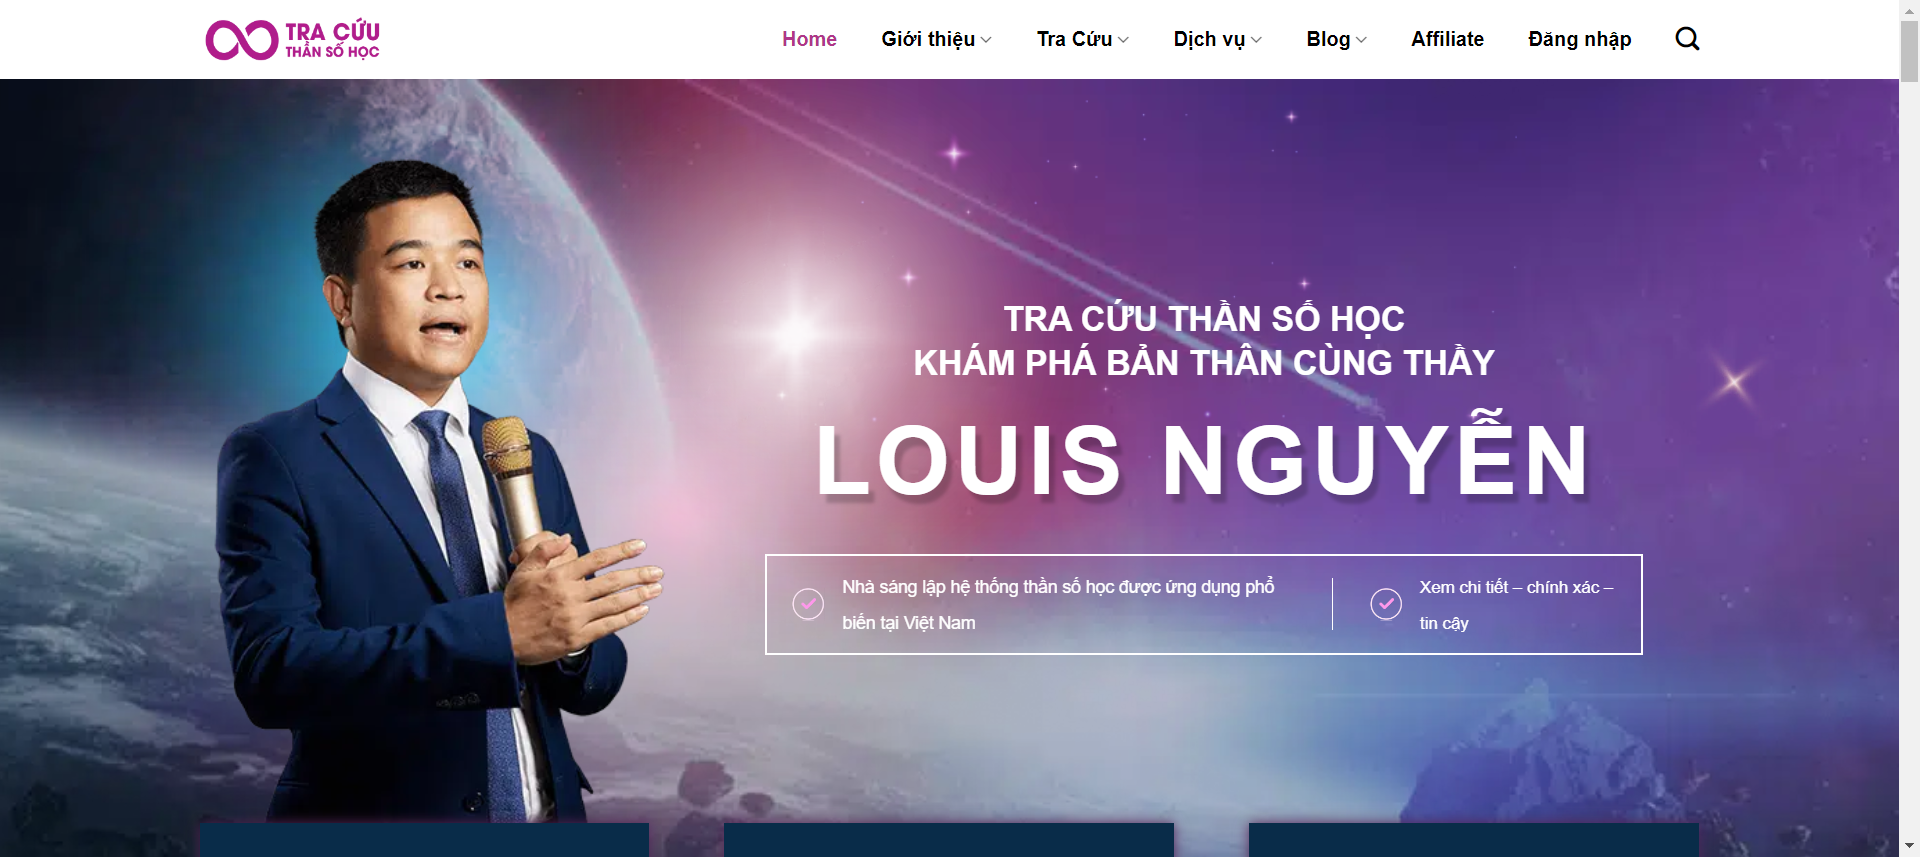 TRA CỨU
THẦN SỐ HỌC
Home
Giới thiệu
Tra Cứu
Dịch vụ
Blog
Affiliate
Đăng nhập
TRA CỨU THẦN SỐ HỌC
KHÁM PHÁ BẢN THÂN CÙNG THẦY
LOUIS NGUYỄN
Nhà sáng lập hệ thống thần số học được ứng dụng phổ
biến tại Việt Nam
Xem chi tiết – chính xác –
tin cậy